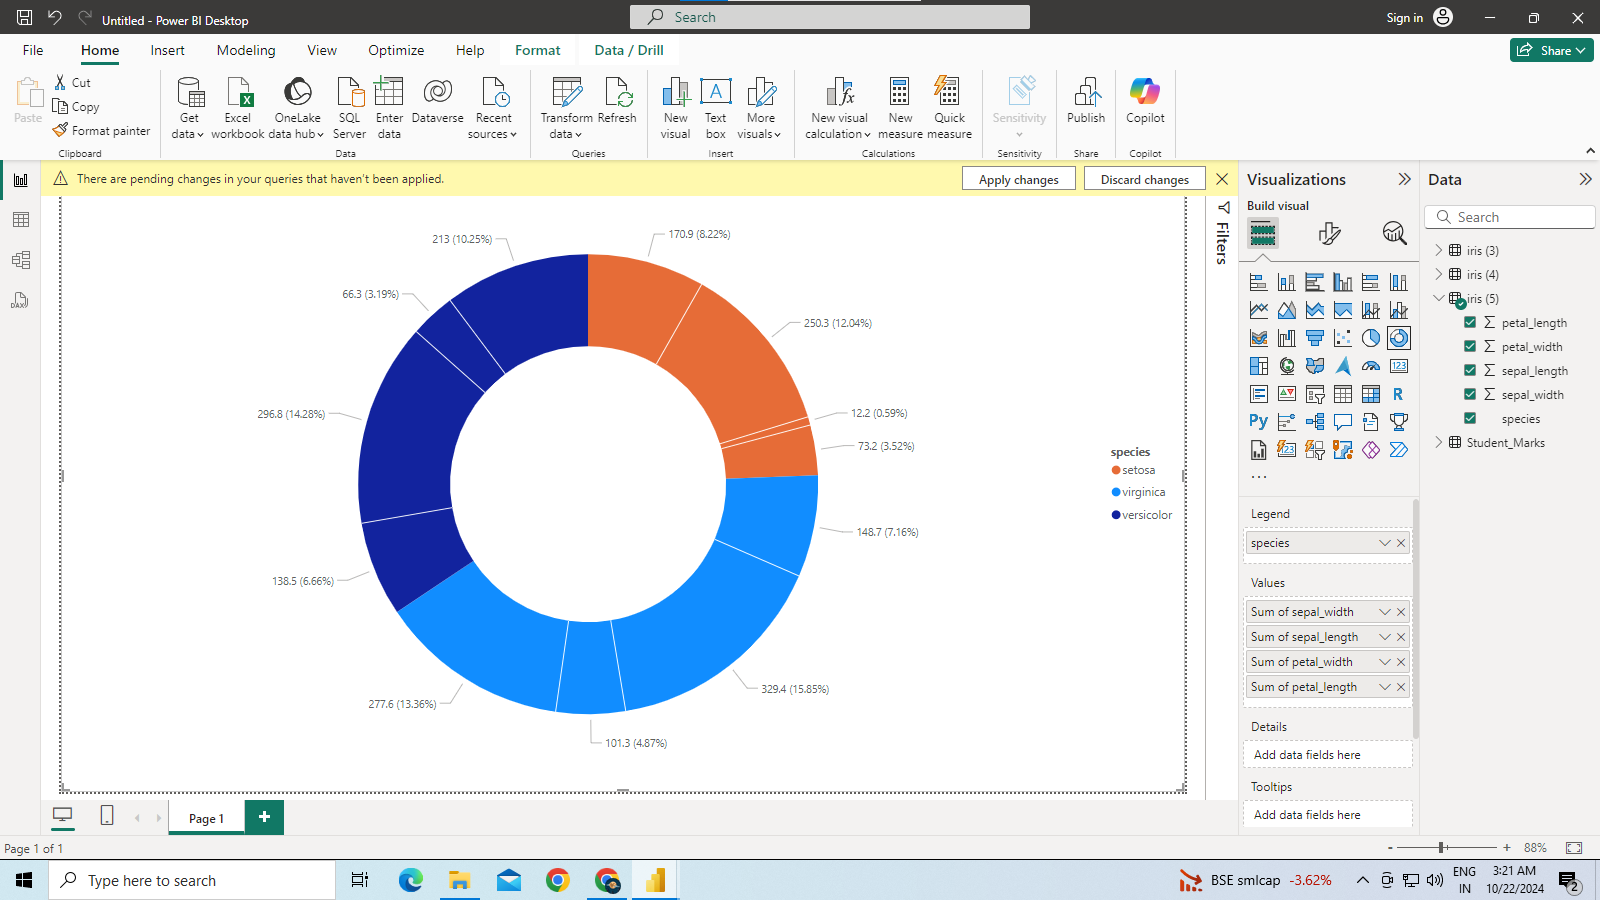 Untitled - Power BI Desktop
Search
Sign in
File
Home
Insert
Modeling
View
Optimize
Help
Format
Data / Drill
Share
Paste
Cut
Copy
Format painter
Clipboard
Get data
Excel workbook
OneLake data hub
SQL Server
Enter data
Dataverse
Recent sources
Data
Transform data
Refresh
Queries
New visual
A
Text box
More visuals
Insert
New visual calculation
New measure
Quick measure
Calculations
Sensitivity
Sensitivity
Publish
Share
Copilot
Copilot
There are pending changes in your queries that haven't been applied.
Apply changes
Discard changes
DAX
213 (10.25%)
170.9 (8.22%)
66.3 (3.19%)
250.3 (12.04%)
296.8 (14.28%)
12.2 (0.59%)
73.2 (3.52%)
138.5 (6.66%)
148.7 (7.16%)
277.6 (13.36%)
329.4 (15.85%)
101.3 (4.87%)
species
setosa
virginica
versicolor
Filters
Visualizations
Build visual
123
R
Py
123
...
Legend
species
Values
Sum of sepal_width
Sum of sepal_length
Sum of petal_width
Sum of petal_length
Details
Add data fields here
Tooltips
Add data fields here
Data
Search
iris (3)
iris (4)
iris (5)
Σ petal_length
Σ petal_width
Σ sepal_length
Σ sepal_width
species
Student_Marks
Page 1
+
Page 1 of 1
- + 88%
Type here to search
BSE smlcap -3.62%
ENG
IN
3:21 AM
10/22/2024
2